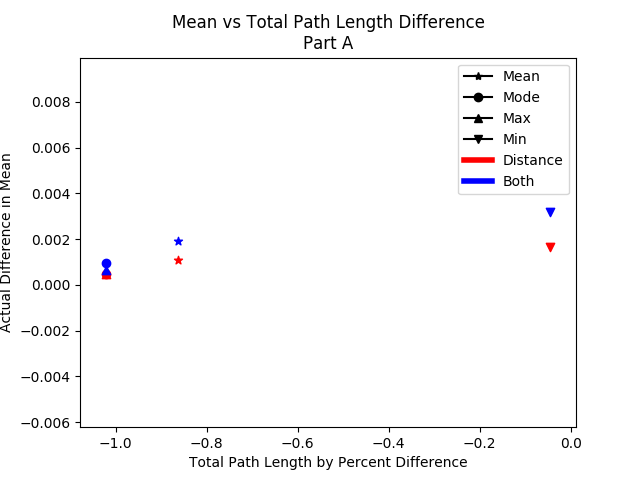 Mean vs Total Path Length Difference
Part A
Mean
Mode
Max
Min
Distance
Both
0.008
0.006
0.004
0.002
0.000
−0.002
−0.004
−0.006
Actual Difference in Mean
−1.0
−0.8
−0.6
−0.4
−0.2
0.0
Total Path Length by Percent Difference